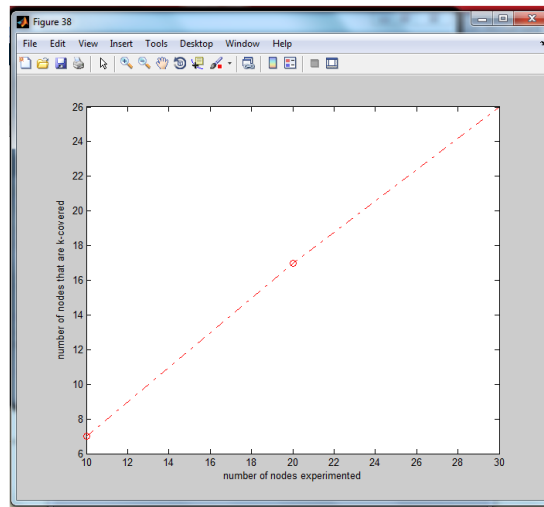 Figure 38
File Edit View Insert Tools Desktop Window Help
26
24
22
20
18
16
14
12
10
8
6
number of nodes that are k-covered
10 12 14 16 18 20 22 24 26 28 30
number of nodes experimented